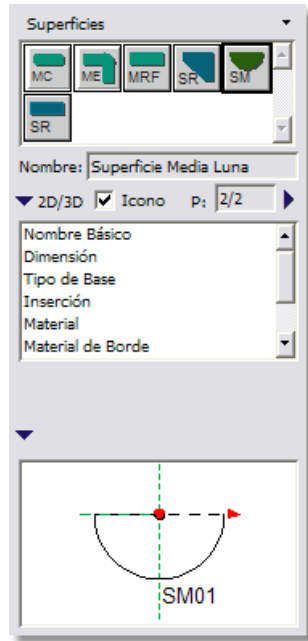 Superficies
MC ME MRF SR SM
SR
Nombre: Superficie Media Luna
2D/3D Icono P: 2/2
Nombre Básico
Dimensión
Tipo de Base
Inserción
Material
Material de Borde
SM01